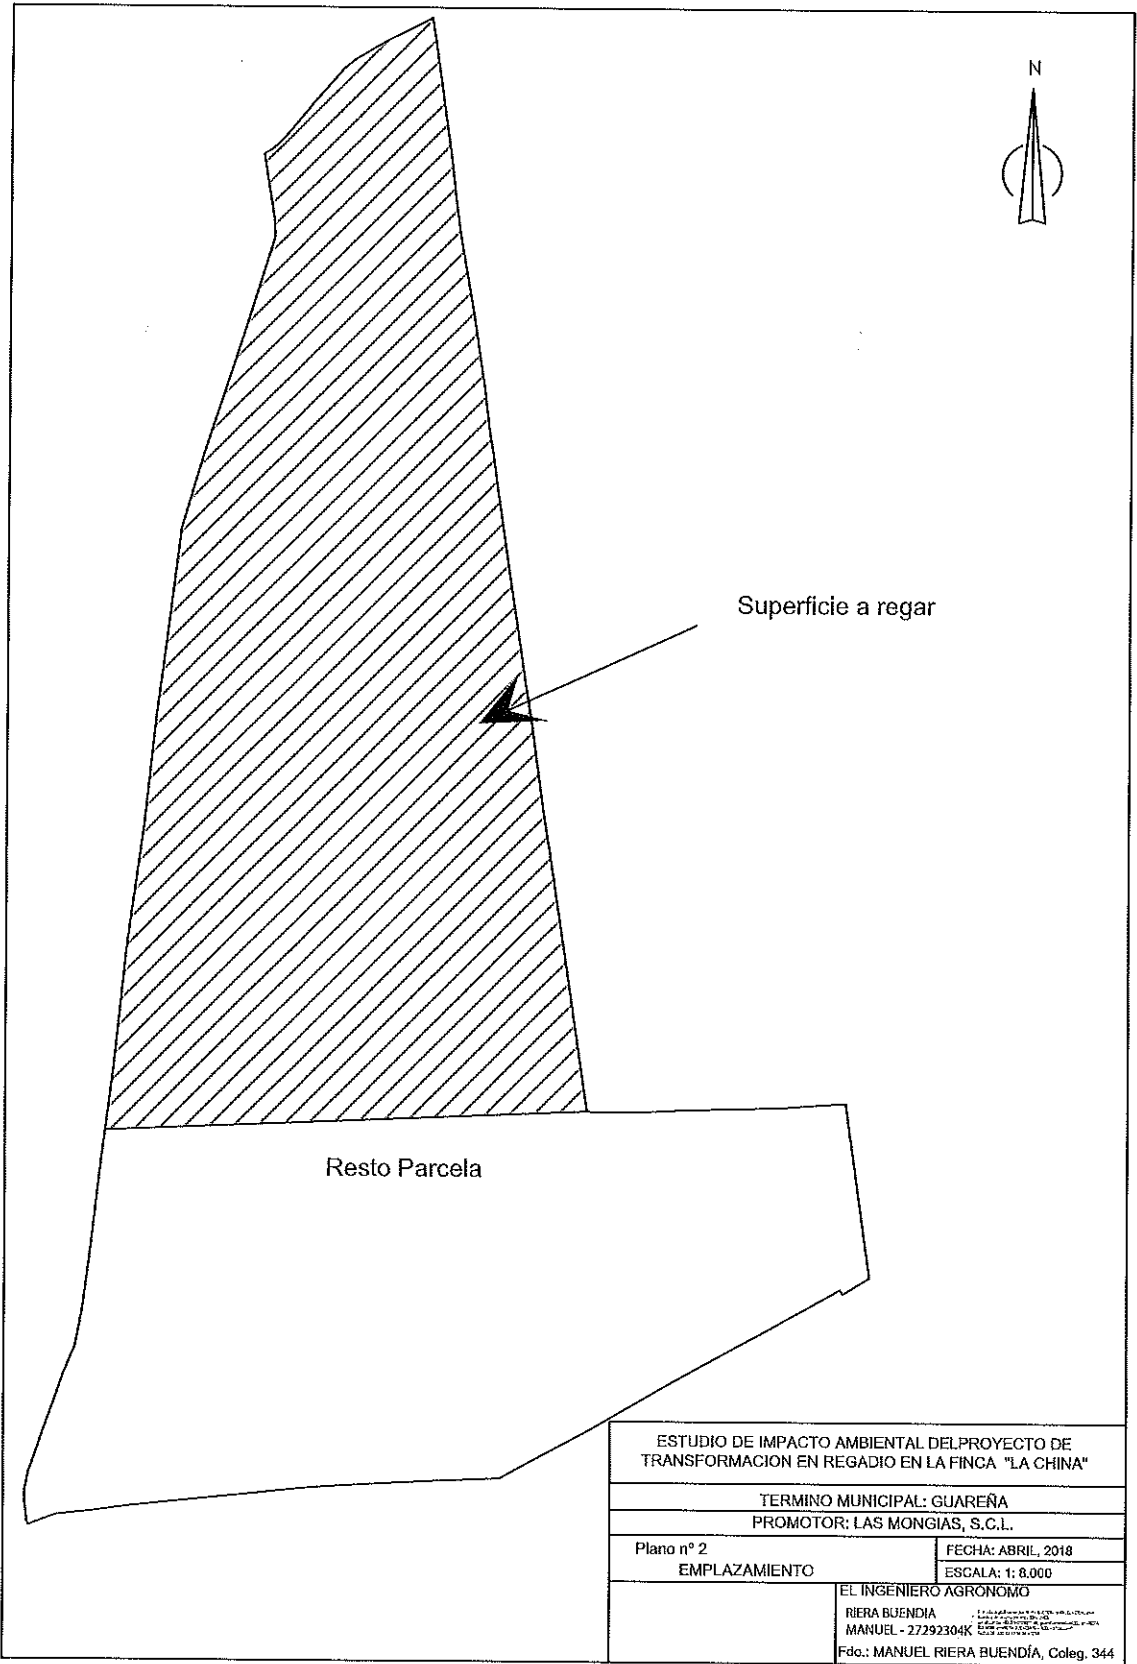 N
Superficie a regar
Resto Parcela
ESTUDIO DE IMPACTO AMBIENTAL DELPROYECTO DE
TRANSFORMACION EN REGADIO EN LA FINCA "LA CHINA"
TERMINO MUNICIPAL: GUAREÑA
PROMOTOR: LAS MONGIAS, S.C.L.
Plano nº 2
EMPLAZAMIENTO
FECHA: ABRIL, 2018
ESCALA: 1: 8.000
EL INGENIERO AGRÓNOMO
RIERA BUENDIA
MANUEL - 27292304K
Fdo.: MANUEL RIERA BUENDÍA, Coleg. 344